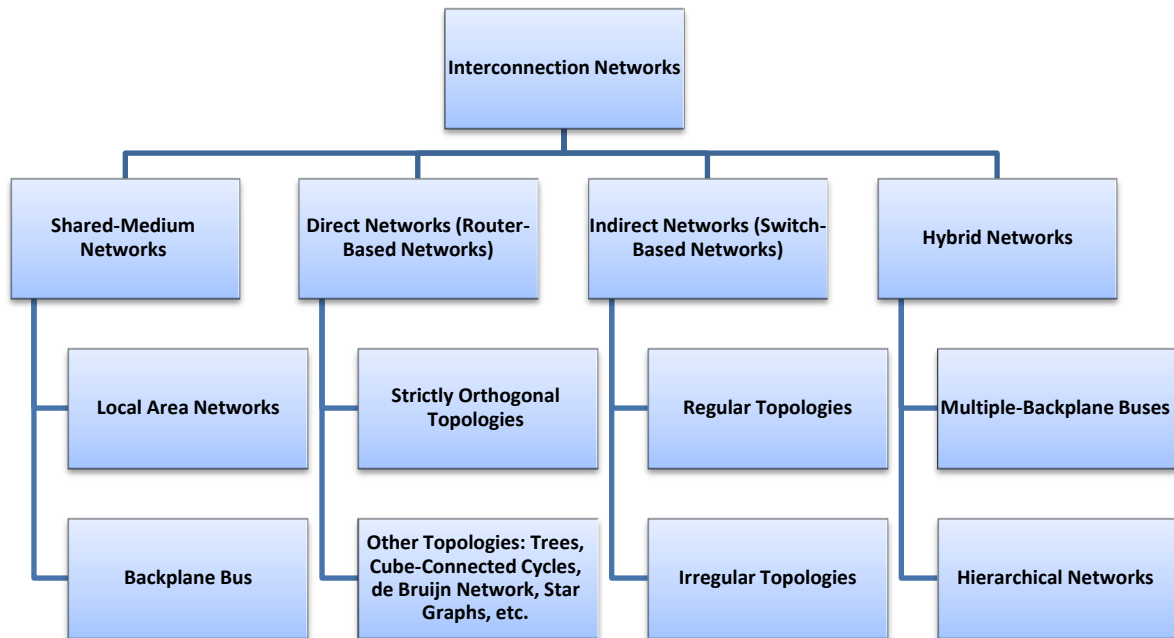 Interconnection Networks
Shared-Medium
Networks
Direct Networks (Router-
Based Networks)
Indirect Networks (Switch-
Based Networks)
Hybrid Networks
Local Area Networks
Strictly Orthogonal
Topologies
Regular Topologies
Multiple-Backplane Buses
Backplane Bus
Other Topologies: Trees,
Cube-Connected Cycles,
de Bruijn Network, Star
Graphs, etc.
Irregular Topologies
Hierarchical Networks